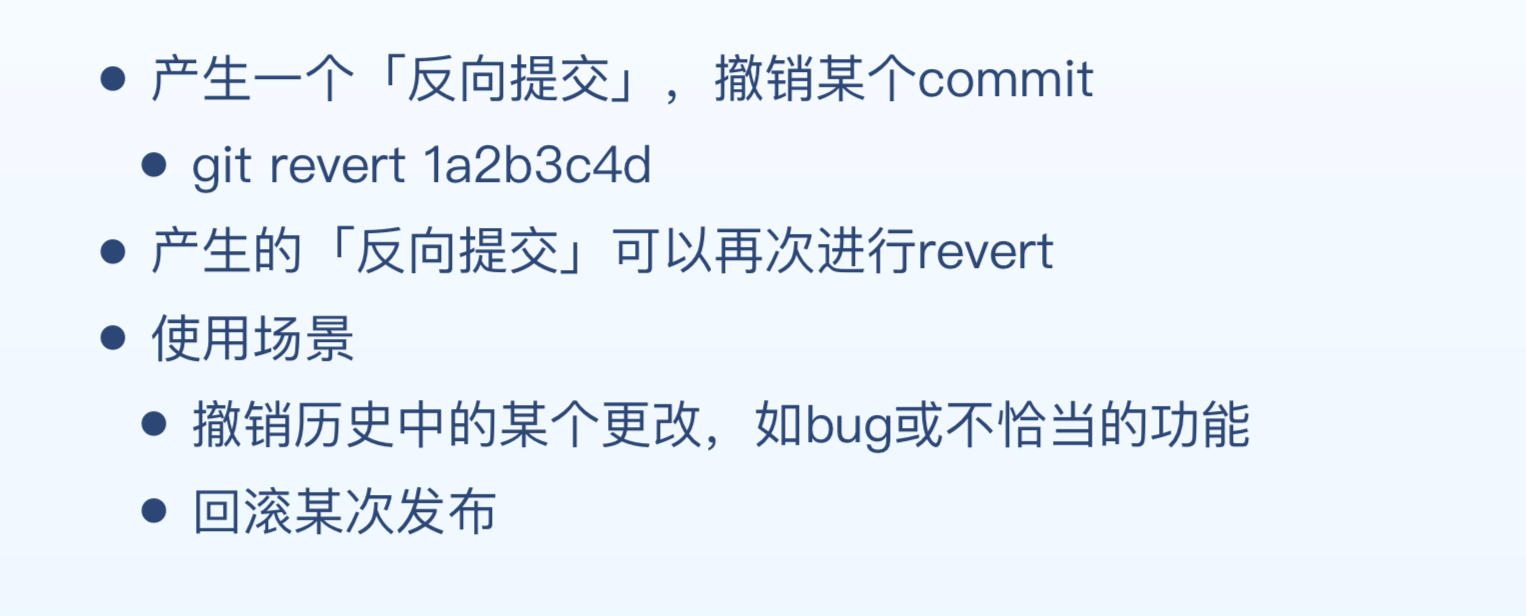 产生一个「反向提交」，撤销某个commit
git revert 1a2b3c4d
产生的「反向提交」可以再次进行revert
使用场景
撤销历史中的某个更改，如bug或不恰当的功能
回滚某次发布